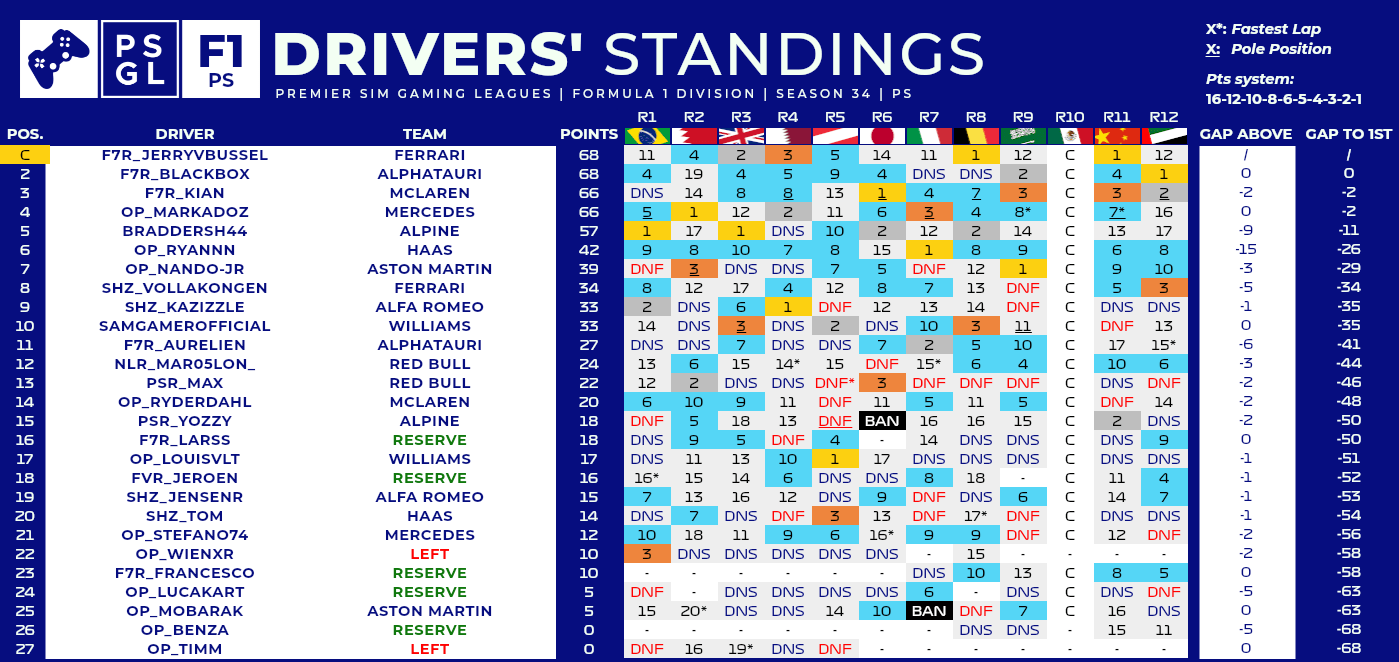 PS GL
F1 PS
DRIVERS' STANDINGS
PREMIER SIM GAMING LEAGUES | FORMULA 1 DIVISION | SEASON 34 | PS
X*: Fastest Lap
X: Pole Position
Pts system:
16-12-10-8-6-5-4-3-2-1
POS. DRIVER TEAM POINTS R1 R2 R3 R4 R5 R6 R7 R8 R9 R10 R11 R12 GAP ABOVE GAP TO 1ST
C F7R_JERRYVBUSSEL FERRARI 68 11 4 2 3 5 14 11 1 12 C 1 12 / /
2 F7R_BLACKBOX ALPHATAURI 68 4 19 4 5 9 4 DNS DNS 2 C 4 1 0 0
3 F7R_KIAN MCLAREN 66 DNS 14 8 8 13 1 4 7 3 C 3 2 -2 -2
4 OP_MARKADOZ MERCEDES 66 5 1 12 2 11 6 3 4 8* C 7* 16 0 -2
5 BRADDERSH44 ALPINE 57 1 17 1 DNS 10 2 12 2 14 C 13 17 -9 -11
6 OP_RYANNN HAAS 42 9 8 10 7 8 15 1 8 9 C 6 8 -15 -26
7 OP_NANDO-JR ASTON MARTIN 39 DNF 3 DNS DNS 7 5 DNF 12 1 C 9 10 -3 -29
8 SHZ_VOLLAKONGEN FERRARI 34 8 12 17 4 12 8 7 13 DNF C 5 3 -5 -34
9 SHZ_KAZIZZLE ALFA ROMEO 33 2 DNS 6 1 DNF 12 13 14 DNF C DNS DNS -1 -35
10 SAMGAMEROFFICIAL WILLIAMS 33 14 DNS 3 DNS 2 DNS 10 3 11 C DNF 13 0 -35
11 F7R_AURELIEN ALPHATAURI 27 DNS DNS 7 DNS DNS 7 2 5 10 C 17 15* -6 -41
12 NLR_MAR05LON_ RED BULL 24 13 6 15 14* 15 DNF 15* 6 4 C 10 6 -3 -44
13 PSR_MAX RED BULL 22 12 2 DNS DNS DNF* 3 DNF DNF DNF C DNS DNF -2 -46
14 OP_RYDERDAHL MCLAREN 20 6 10 9 11 DNF 11 5 11 5 C DNF 14 -2 -48
15 PSR_YOZZY ALPINE 18 DNF 5 18 13 DNF BAN 16 16 15 C 2 DNS -2 -50
16 F7R_LARSS RESERVE 18 DNS 9 5 DNF 4 - 14 DNS DNS C DNS 9 0 -50
17 OP_LOUISVLT WILLIAMS 17 DNS 11 13 10 1 17 DNS DNS DNS C DNS DNS -1 -51
18 FVR_JEROEN RESERVE 16 16* 15 14 6 DNS DNS 8 18 - C 11 4 -1 -52
19 SHZ_JENSENR ALFA ROMEO 15 7 13 16 12 DNS 9 DNF DNS 6 C 14 7 -1 -53
20 SHZ_TOM HAAS 14 DNS 7 DNS DNF 3 13 DNF 17* DNF C DNS DNS -1 -54
21 OP_STEFANO74 MERCEDES 12 10 18 11 9 6 16* 9 9 DNF C 12 DNF -2 -56
22 OP_WIENXR LEFT 10 3 DNS DNS DNS DNS DNS - 15 - - - - -2 -58
23 F7R_FRANCESCO RESERVE 10 - - - - - - DNS 10 13 C 8 5 0 -58
24 OP_LUCAKART RESERVE 5 DNF - DNS DNS DNS DNS 6 - DNS C DNS DNF -5 -63
25 OP_MOBARAK ASTON MARTIN 5 15 20* DNS DNS 14 10 BAN DNF 7 C 16 DNS 0 -63
26 OP_BENZA RESERVE 0 - - - - - - - DNS DNS - 15 11 -5 -68
27 OP_TIMM LEFT 0 DNF 16 19* DNS DNF - - - - - - - 0 -68